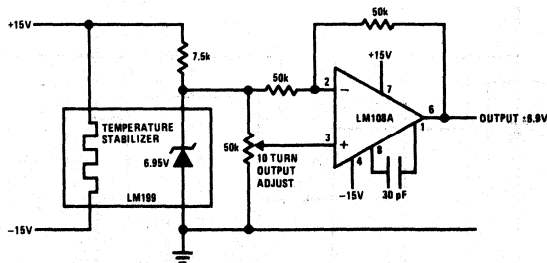 50k
+15V
7.5k
+15V
50k
2
7
LM108A
6
OUTPUT ±6.9V
TEMPERATURE
STABILIZER
50k
3
1
10 TURN
OUTPUT
ADJUST
8
6.95V
4
-15V
30 pF
LM199
-15V